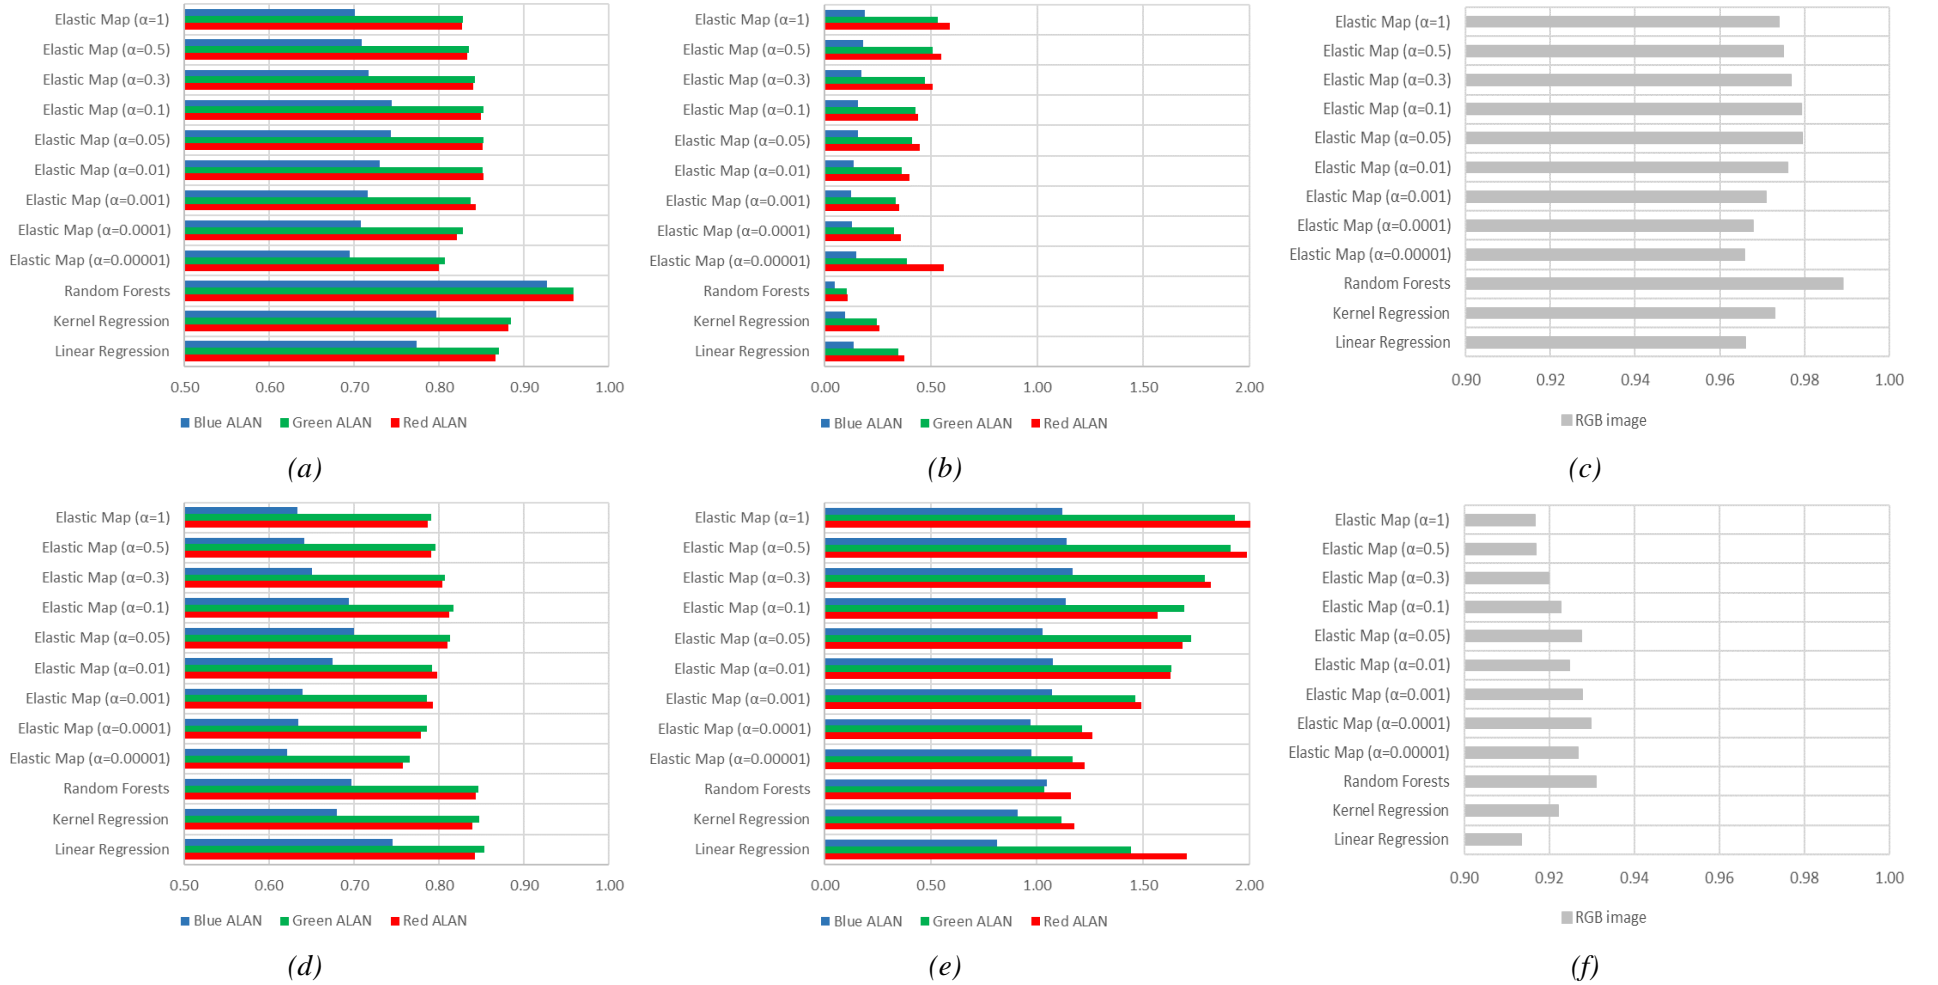 Elastic Map (α=1)
Elastic Map (α=0.5)
Elastic Map (α=0.3)
Elastic Map (α=0.1)
Elastic Map (α=0.05)
Elastic Map (α=0.01)
Elastic Map (α=0.001)
Elastic Map (α=0.0001)
Elastic Map (α=0.00001)
Random Forests
Kernel Regression
Linear Regression
0.50 0.60 0.70 0.80 0.90 1.00
Blue ALAN Green ALAN Red ALAN
(a)
Elastic Map (α=1)
Elastic Map (α=0.5)
Elastic Map (α=0.3)
Elastic Map (α=0.1)
Elastic Map (α=0.05)
Elastic Map (α=0.01)
Elastic Map (α=0.001)
Elastic Map (α=0.0001)
Elastic Map (α=0.00001)
Random Forests
Kernel Regression
Linear Regression
0.00 0.50 1.00 1.50 2.00
Blue ALAN Green ALAN Red ALAN
(b)
Elastic Map (α=1)
Elastic Map (α=0.5)
Elastic Map (α=0.3)
Elastic Map (α=0.1)
Elastic Map (α=0.05)
Elastic Map (α=0.01)
Elastic Map (α=0.001)
Elastic Map (α=0.0001)
Elastic Map (α=0.00001)
Random Forests
Kernel Regression
Linear Regression
0.90 0.92 0.94 0.96 0.98 1.00
RGB image
(c)
Elastic Map (α=1)
Elastic Map (α=0.5)
Elastic Map (α=0.3)
Elastic Map (α=0.1)
Elastic Map (α=0.05)
Elastic Map (α=0.01)
Elastic Map (α=0.001)
Elastic Map (α=0.0001)
Elastic Map (α=0.00001)
Random Forests
Kernel Regression
Linear Regression
0.50 0.60 0.70 0.80 0.90 1.00
Blue ALAN Green ALAN Red ALAN
(d)
Elastic Map (α=1)
Elastic Map (α=0.5)
Elastic Map (α=0.3)
Elastic Map (α=0.1)
Elastic Map (α=0.05)
Elastic Map (α=0.01)
Elastic Map (α=0.001)
Elastic Map (α=0.0001)
Elastic Map (α=0.00001)
Random Forests
Kernel Regression
Linear Regression
0.00 0.50 1.00 1.50 2.00
Blue ALAN Green ALAN Red ALAN
(e)
Elastic Map (α=1)
Elastic Map (α=0.5)
Elastic Map (α=0.3)
Elastic Map (α=0.1)
Elastic Map (α=0.05)
Elastic Map (α=0.01)
Elastic Map (α=0.001)
Elastic Map (α=0.0001)
Elastic Map (α=0.00001)
Random Forests
Kernel Regression
Linear Regression
0.90 0.92 0.94 0.96 0.98 1.00
RGB image
(f)